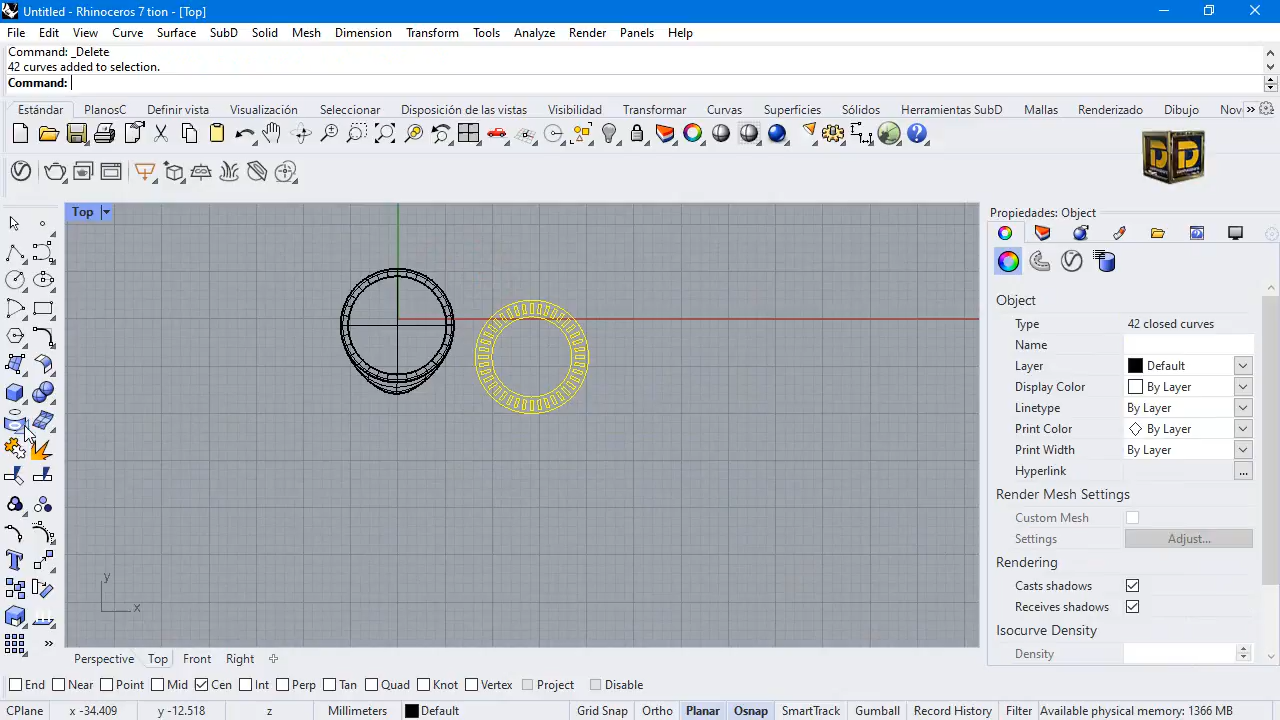 Untitled - Rhinoceros 7 tion - [Top]
File Edit View Curve Surface SubD Solid Mesh Dimension Transform Tools Analyze Render Panels Help
Command: _Delete
42 curves added to selection.
Command:
Estándar PlanosC Definir vista Visualización Seleccionar Disposición de las vistas Visibilidad Transformar Curvas Superficies Sólidos Herramientas SubD Mallas Renderizado Dibujo Nov
Top
Propiedades: Object
Object
Type 42 closed curves
Name
Layer Default
Display Color By Layer
Linetype By Layer
Print Color By Layer
Print Width By Layer
Hyperlink ...
Render Mesh Settings
Custom Mesh
Settings Adjust...
Rendering
Casts shadows
Receives shadows
Isocurve Density
Density
y
x
Perspective Top Front Right
End Near Point Mid Cen Int Perp Tan Quad Knot Vertex Project Disable
CPlane x -34.409 y -12.518 z Millimeters Default Grid Snap Ortho Planar Osnap SmartTrack Gumball Record History Filter Available physical memory: 1366 MB